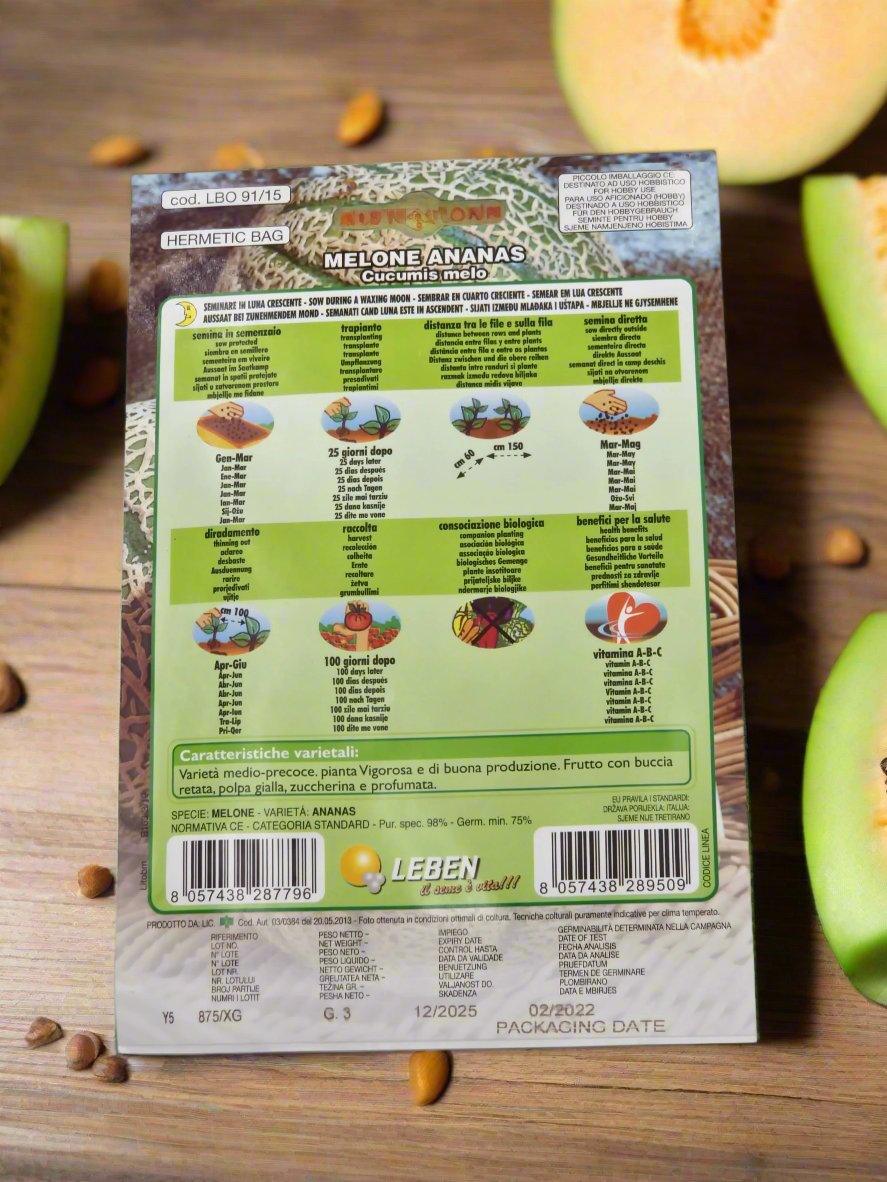 cod. LBO 91/15
HERMETIC BAG
PICCOLO IMBALLAGGIO CE
DESTINATO AD USO HOBBISTICO
FOR HOBBY USE
PARA USO AFICIONADO (HOBBY)
DESTINADO A USO HOBBISTICO
FÜR DEN HOBBYGEBRAUCH
SEMINTE PENTRU HOBBY
SJEME NAMJENJENO HOBISTIMA
MELONE ANANAS
Cucumis melo
SEMINARE IN LUNA CRESCENTE - SOW DURING A WAXING MOON - SEMBRAR EN CUARTO CRECIENTE - SEMEAR EM LUA CRESCENTE
AUSSAAT BEI ZUNEHMENDEM MOND - SEMANATI CAND LUNA ESTE IN ASCENDENT - SIJATI IZMEĐU MLAĐAKA I UŠTAPA - MBJELLJE NE GJYSEMHENE
semina in semenzaio
sow protected
siembra en semillero
sementeira em viveiro
Aussaat im Saatkamp
semanat in spatii protejate
sijati u zatvorenom prostoru
mbjellje me fidane
trapianto
transplanting
transplante
transplante
Umpflanzung
transplantare
presađivati
trapiantimi
distanza tra le file e sulla fila
distance between rows and plants
distancia entre filas y entre plants
distância entre fila e entre as plantas
Distanz zwischen und die obere reihen
distanta intre randuri si plante
razmak između redova biljaka
distanca midis vijave
semina diretta
sow directly outside
siembra directa
sementeira directa
direkte Aussaat
semanat direct in camp deschis
sijati na otvorenom
mbjellje direkte
Gen-Mar
Jan-Mar
Ene-Mar
Jan-Mar
Jan-Mar
Ian-Mar
Sij-Ožu
Jan-Mar
25 giorni dopo
25 days later
25 dias después
25 dias depois
25 nach Tagen
25 zile mai tarziu
25 dana kasnije
25 dite me vone
cm 60
cm 150
Mar-Mag
Mar-May
Mar-May
Mar-Mai
Mar-Mai
Mar-Mai
Ožu-Svi
Mar-Maj
diradamento
thinning out
aclareo
desbaste
Ausduennung
rarire
prorjeđivati
ujitje
raccolta
harvest
recolección
colheita
Ernte
recoltare
žetva
grumbullimi
consociazione biologica
companion planting
asociación biológica
associação biologica
biologisches Gemenge
plante insotitoare
prijateljske biljke
ndermarje biologjike
benefici per la salute
health benefits
beneficios para la salud
beneficios para a saúde
Gesundheitliche Vorteile
beneficii pentru sanatate
prednosti za zdravlje
perfitimi shendetesor
cm 100
Apr-Giu
Apr-Jun
Abr-Jun
Apr-Jun
Apr-Jun
Apr-Iun
Tra-Lip
Pri-Qer
100 giorni dopo
100 days later
100 dias después
100 dias depois
100 nach Tagen
100 zile mai tarziu
100 dana kasnije
100 dite me vone
vitamina A-B-C
vitamin A-B-C
vitamina A-B-C
vitamina A-B-C
Vitamin A-B-C
vitamina A-B-C
vitamin A-B-C
vitamina A-B-C
Caratteristiche varietali:
Varietà medio-precoce. pianta Vigorosa e di buona produzione. Frutto con buccia
retata, polpa gialla, zuccherina e profumata.
SPECIE: MELONE - VARIETÀ: ANANAS
NORMATIVA CE - CATEGORIA STANDARD - Pur. spec. 98% - Germ. min. 75%
EU PRAVILA I STANDARDI:
DRŽAVA PORIJEKLA: ITALIJA:
SJEME NIJE TRETIRANO
8 057438 287796
LEBEN
il seme è vita!!!
8 057438 289509
CODICE LINEA
PRODOTTO DA: LIC. Cod. Aut. 03/0384 del 20.05.2013 - Foto ottenuta in condizioni ottimali di coltura. Tecniche colturali puramente indicative per clima temperato.
RIFERIMENTO
LOT NO.
N° LOTE
N° LOTE
LOT NR.
NR. LOTULUI
BROJ PARTIJE
NUMRI I LOTIT
PESO NETTO ~
NET WEIGHT ~
PESO NETO ~
PESO LIQUIDO ~
NETTO GEWICHT ~
GREUTATEA NETA ~
TEŽINA GR. ~
PESHA NETO ~
IMPIEGO
EXPIRY DATE
CONTROL HASTA
DATA DA VALIDADE
BENUETZUNG
UTILIZARE
VALJANOST DO.
SKADENZA
GERMINABILITÀ DETERMINATA NELLA CAMPAGNA
DATE OF TEST
FECHA ANALISIS
DATA DA ANÁLISE
PRUEFDATUM
TERMEN DE GERMINARE
PLOMBIRANO
DATA E MBIRJES
Y5 875/XG G. 3 12/2025 02/2022
PACKAGING DATE